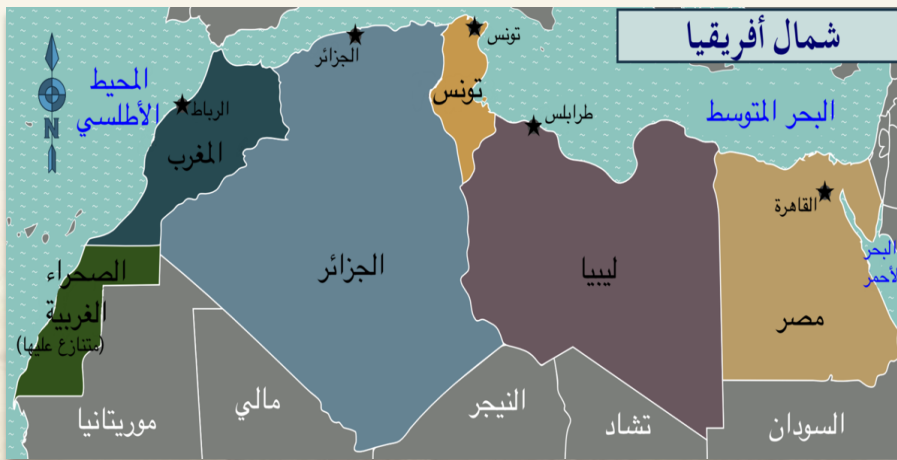 شمال أفريقيا
تونس
الجزائر
المحيط
الأطلسي
تونس
البحر المتوسط
الرباط
طرابلس
المغرب
القاهرة
البحر
الأحمر
الصحراء
الغربية
(متنازع عليها)
الجزائر
ليبيا
مصر
موريتانيا
مالي
النيجر
تشاد
السودان
N